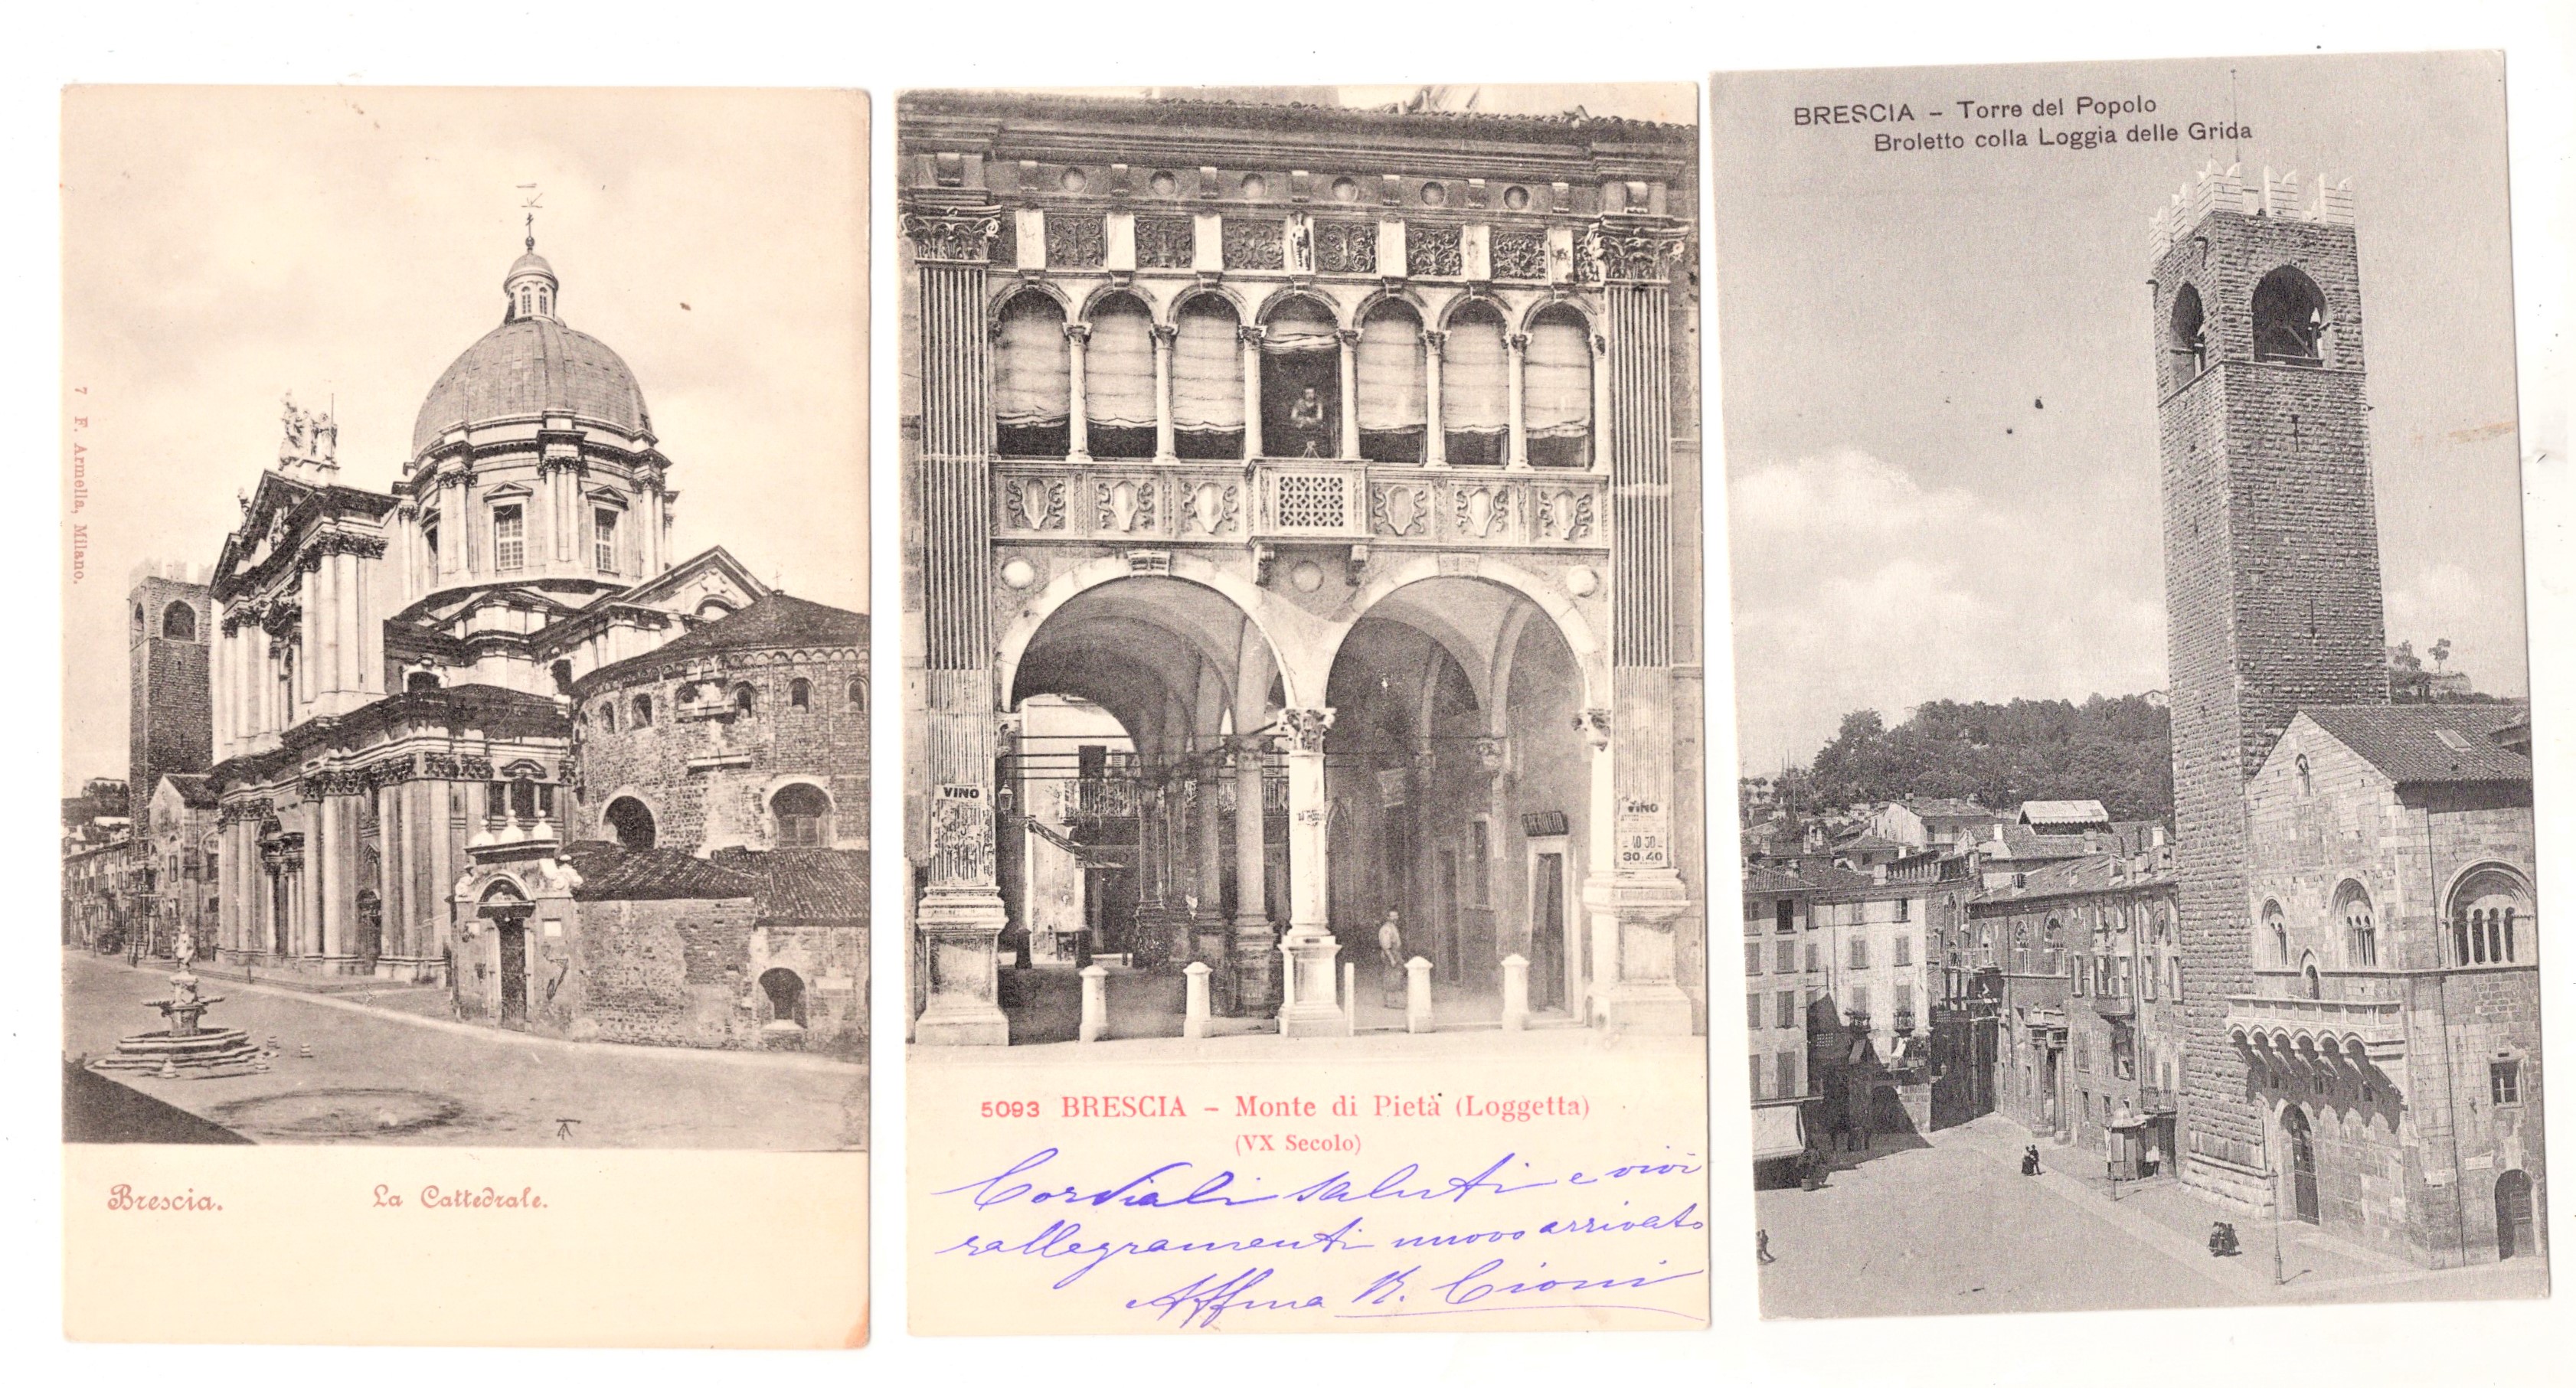 7 F. Armella, Milano.
Brescia. La Cattedrale.
VINO
VINO
30 40
5093 BRESCIA – Monte di Pietà (Loggetta)
(VX Secolo)
Cordiali saluti e vivi
rallegramenti nuovo arrivato
Affma R. Cioni
BRESCIA – Torre del Popolo
Broletto colla Loggia delle Grida